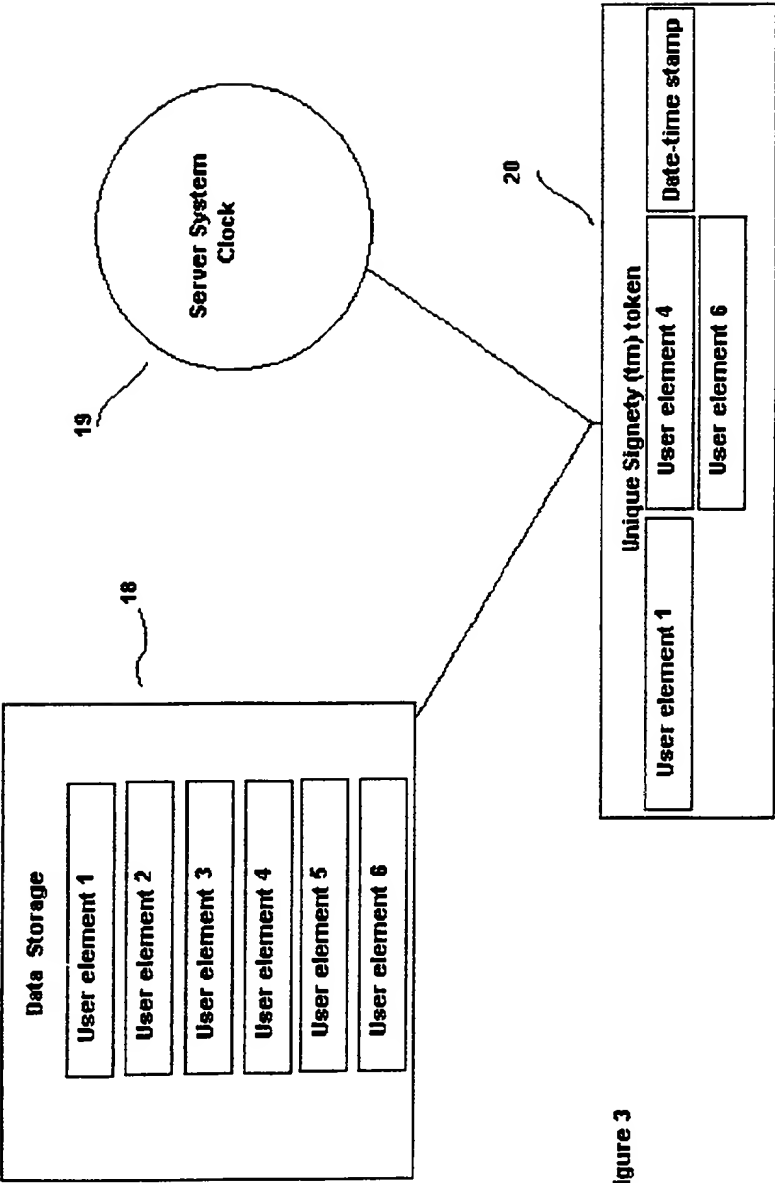 Data Storage
User element 1
User element 2
User element 3
User element 4
User element 5
User element 6
18
19
Server System
Clock
20
Unique Signety (tm) token
User element 1
User element 4
Date-time stamp
User element 6
igure 3